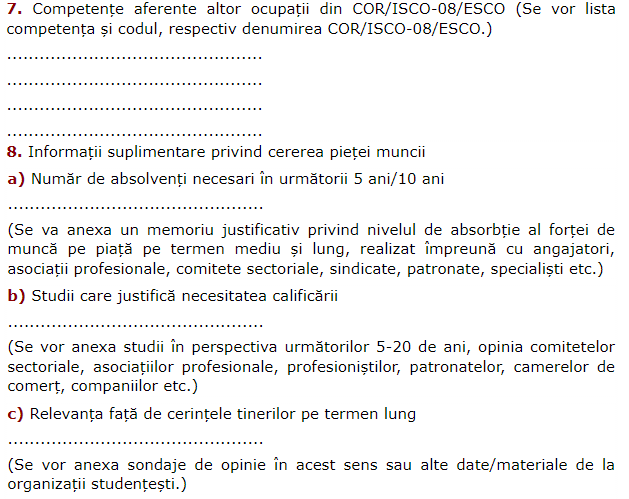 7. Competențe aferente altor ocupații din COR/ISCO-08/ESCO (Se vor lista
competența și codul, respectiv denumirea COR/ISCO-08/ESCO.)
...............................................
...............................................
...............................................
...............................................
8. Informații suplimentare privind cererea pieței muncii
a) Număr de absolvenți necesari în următorii 5 ani/10 ani
...............................................
(Se va anexa un memoriu justificativ privind nivelul de absorbție al forței de
muncă pe piață pe termen mediu și lung, realizat împreună cu angajatori,
asociații profesionale, comitete sectoriale, sindicate, patronate, specialiști etc.)
b) Studii care justifică necesitatea calificării
...............................................
(Se vor anexa studii în perspectiva următorilor 5-20 de ani, opinia comitetelor
sectoriale, asociațiilor profesionale, profesioniștilor, patronatelor, camerelor de
comerț, companiilor etc.)
c) Relevanța față de cerințele tinerilor pe termen lung
...............................................
(Se vor anexa sondaje de opinie în acest sens sau alte date/materiale de la
organizații studențești.)